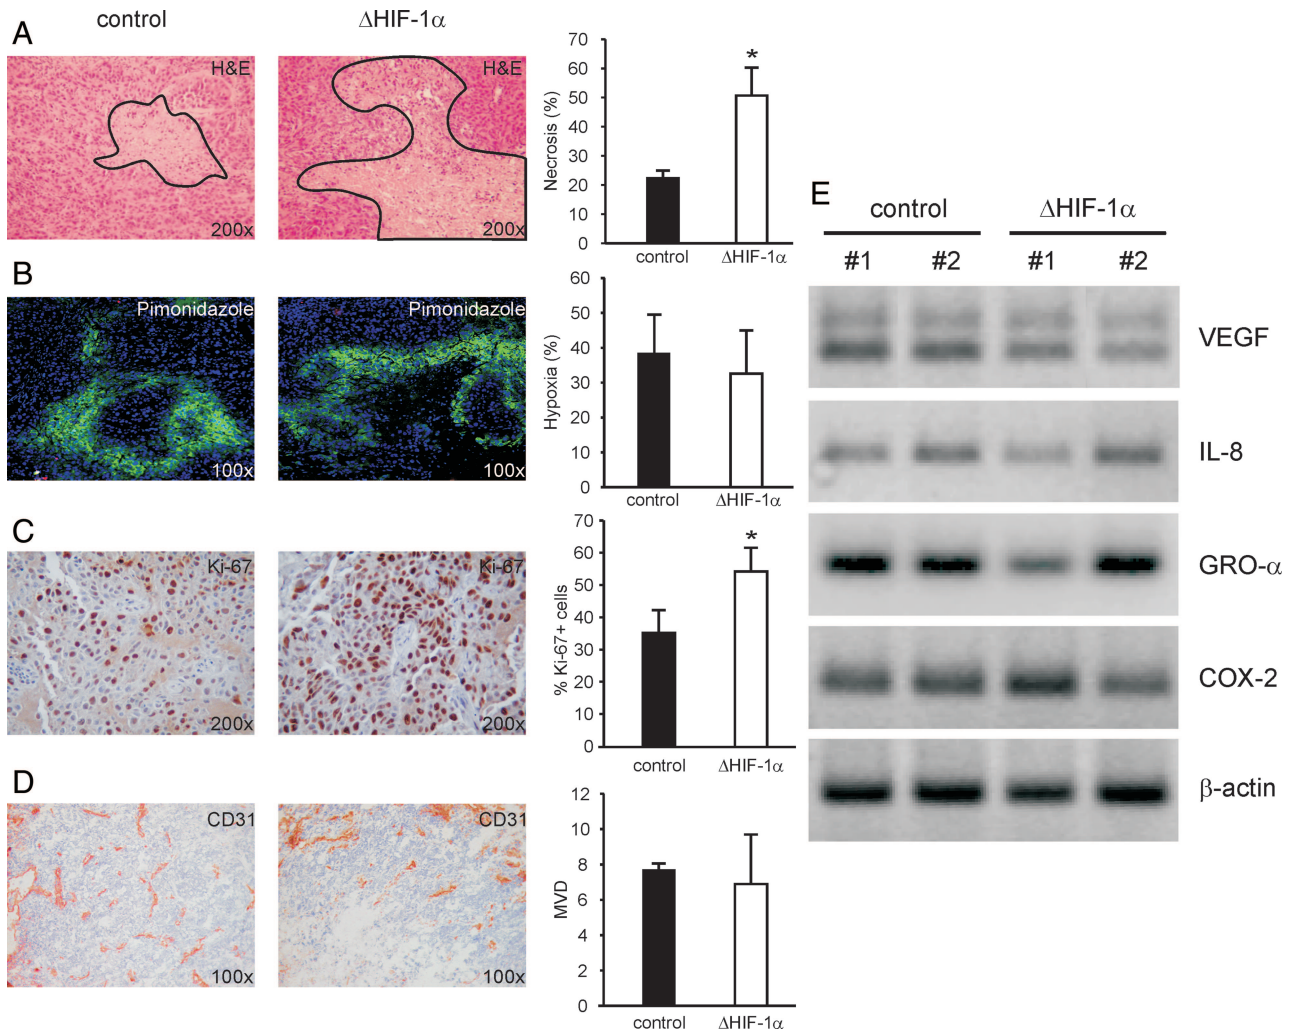 control ΔHIF-1α
A
H&E
200x
H&E
200x
Necrosis (%)
70
60
50
40
30
20
10
0
*
control ΔHIF-1α
B
Pimonidazole
100x
Pimonidazole
100x
Hypoxia (%)
60
50
40
30
20
10
0
control ΔHIF-1α
C
Ki-67
200x
Ki-67
200x
% Ki-67+ cells
70
60
50
40
30
20
10
0
*
control ΔHIF-1α
D
CD31
100x
CD31
100x
MVD
12
10
8
6
4
2
0
control ΔHIF-1α
E
control ΔHIF-1α
#1 #2 #1 #2
VEGF
IL-8
GRO-α
COX-2
β-actin